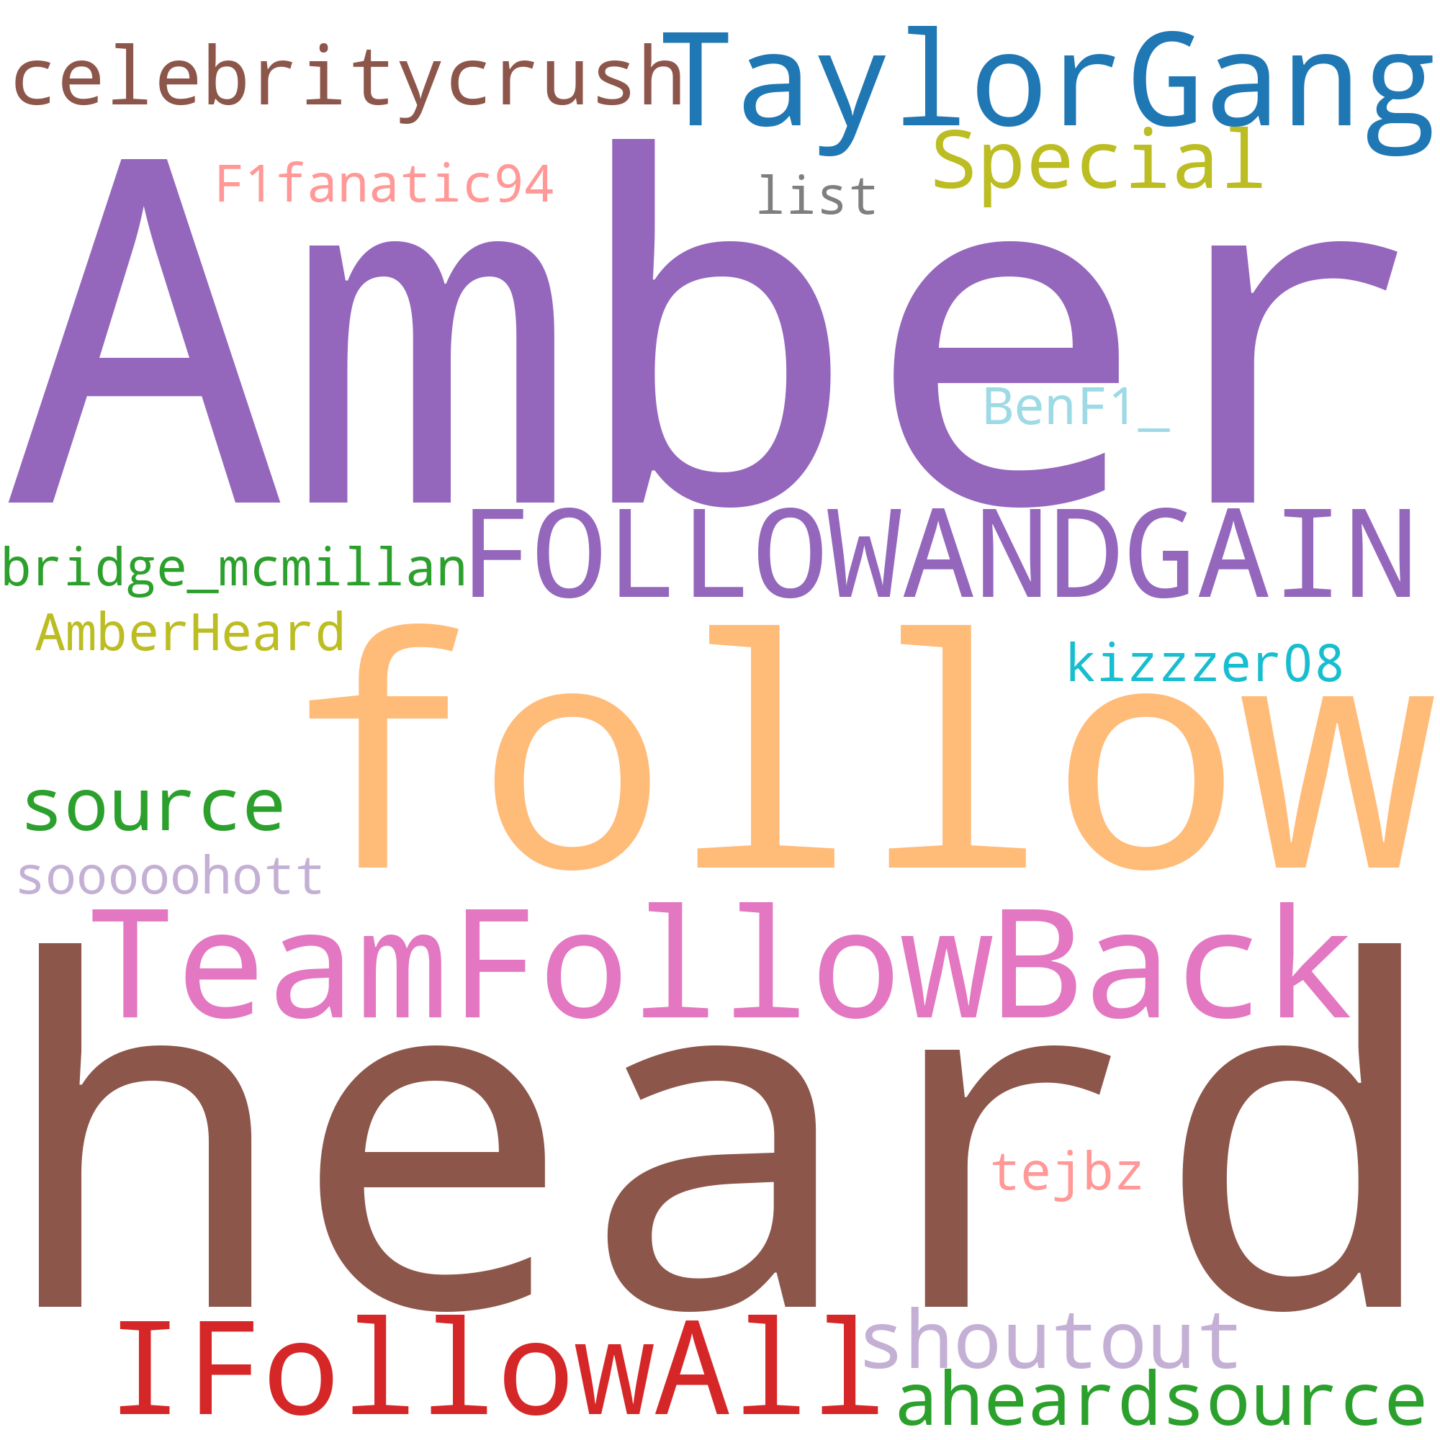 celebritycrush
TaylorGang
Special
F1fanatic94
list
Amber
BenF1_
FOLLOWANDGAIN
bridge_mcmillan
AmberHeard
kizzzer08
follow
source
sooooohott
TeamFollowBack
heard
tejbz
IFollowAll
shoutout
aheardsource